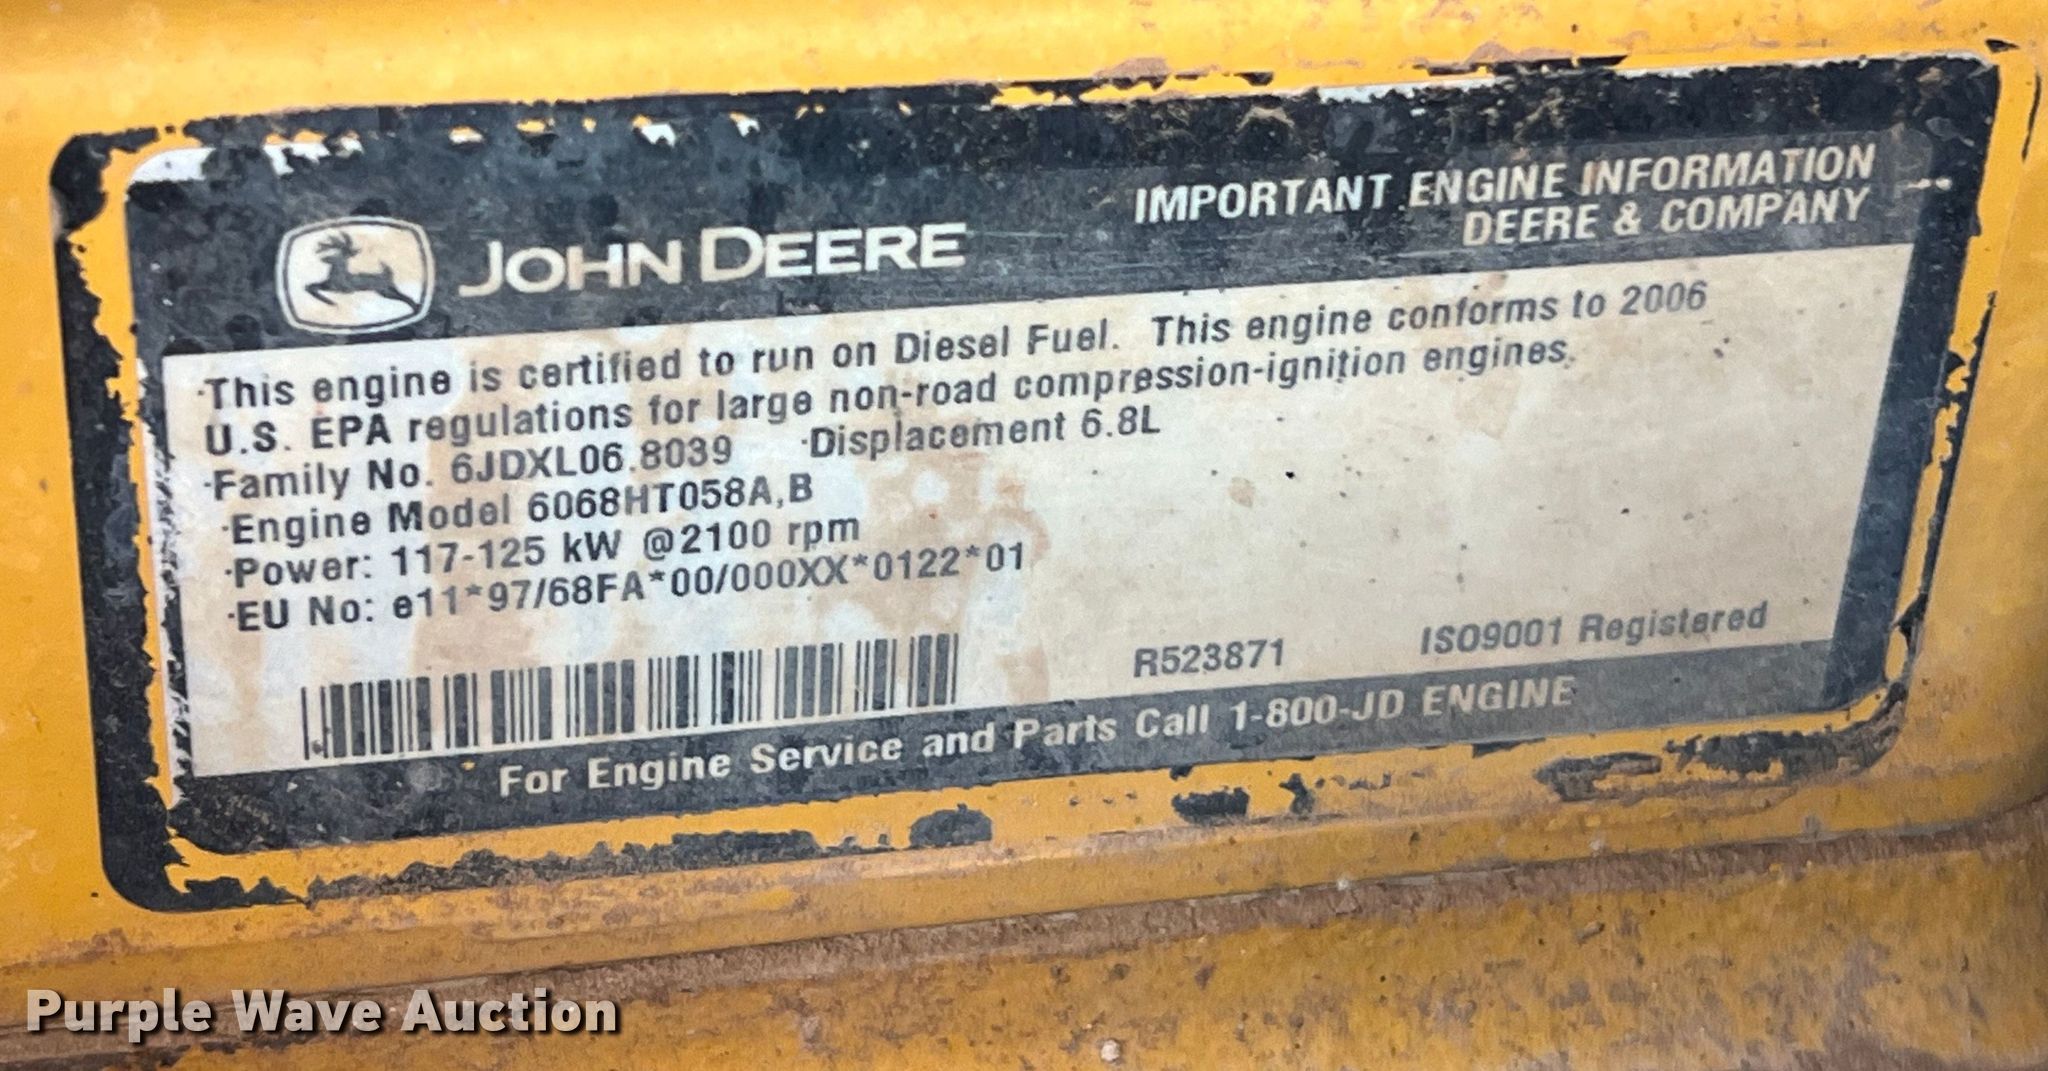 JOHN DEERE
IMPORTANT ENGINE INFORMATION
DEERE & COMPANY
·This engine is certified to run on Diesel Fuel. This engine conforms to 2006
U.S. EPA regulations for large non-road compression-ignition engines.
·Family No. 6JDXL06.8039 ·Displacement 6.8L
·Engine Model 6068HT058A,B
·Power: 117-125 kW @2100 rpm
·EU No: e11*97/68FA*00/000XX*0122*01
R523871 ISO9001 Registered
For Engine Service and Parts Call 1-800-JD ENGINE
Purple Wave Auction